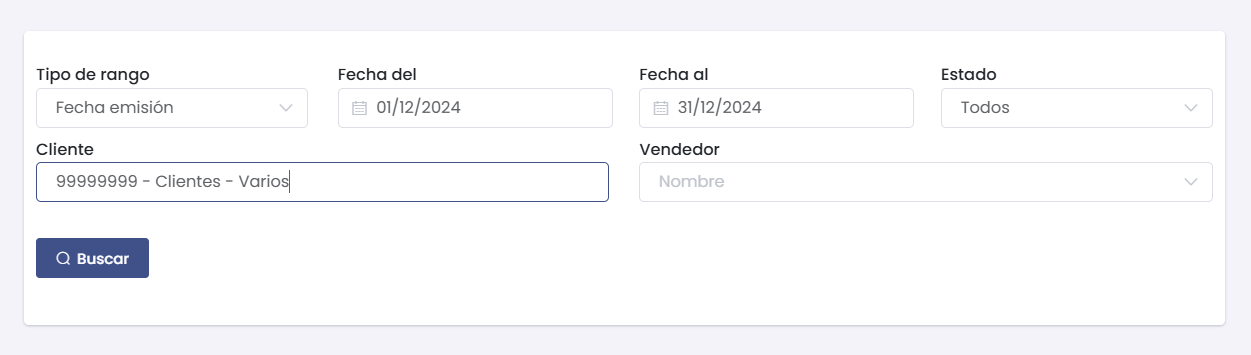 Tipo de rango Fecha del Fecha al Estado
Fecha emisión 01/12/2024 31/12/2024 Todos
Cliente Vendedor
99999999 - Clientes - Varios Nombre
Buscar